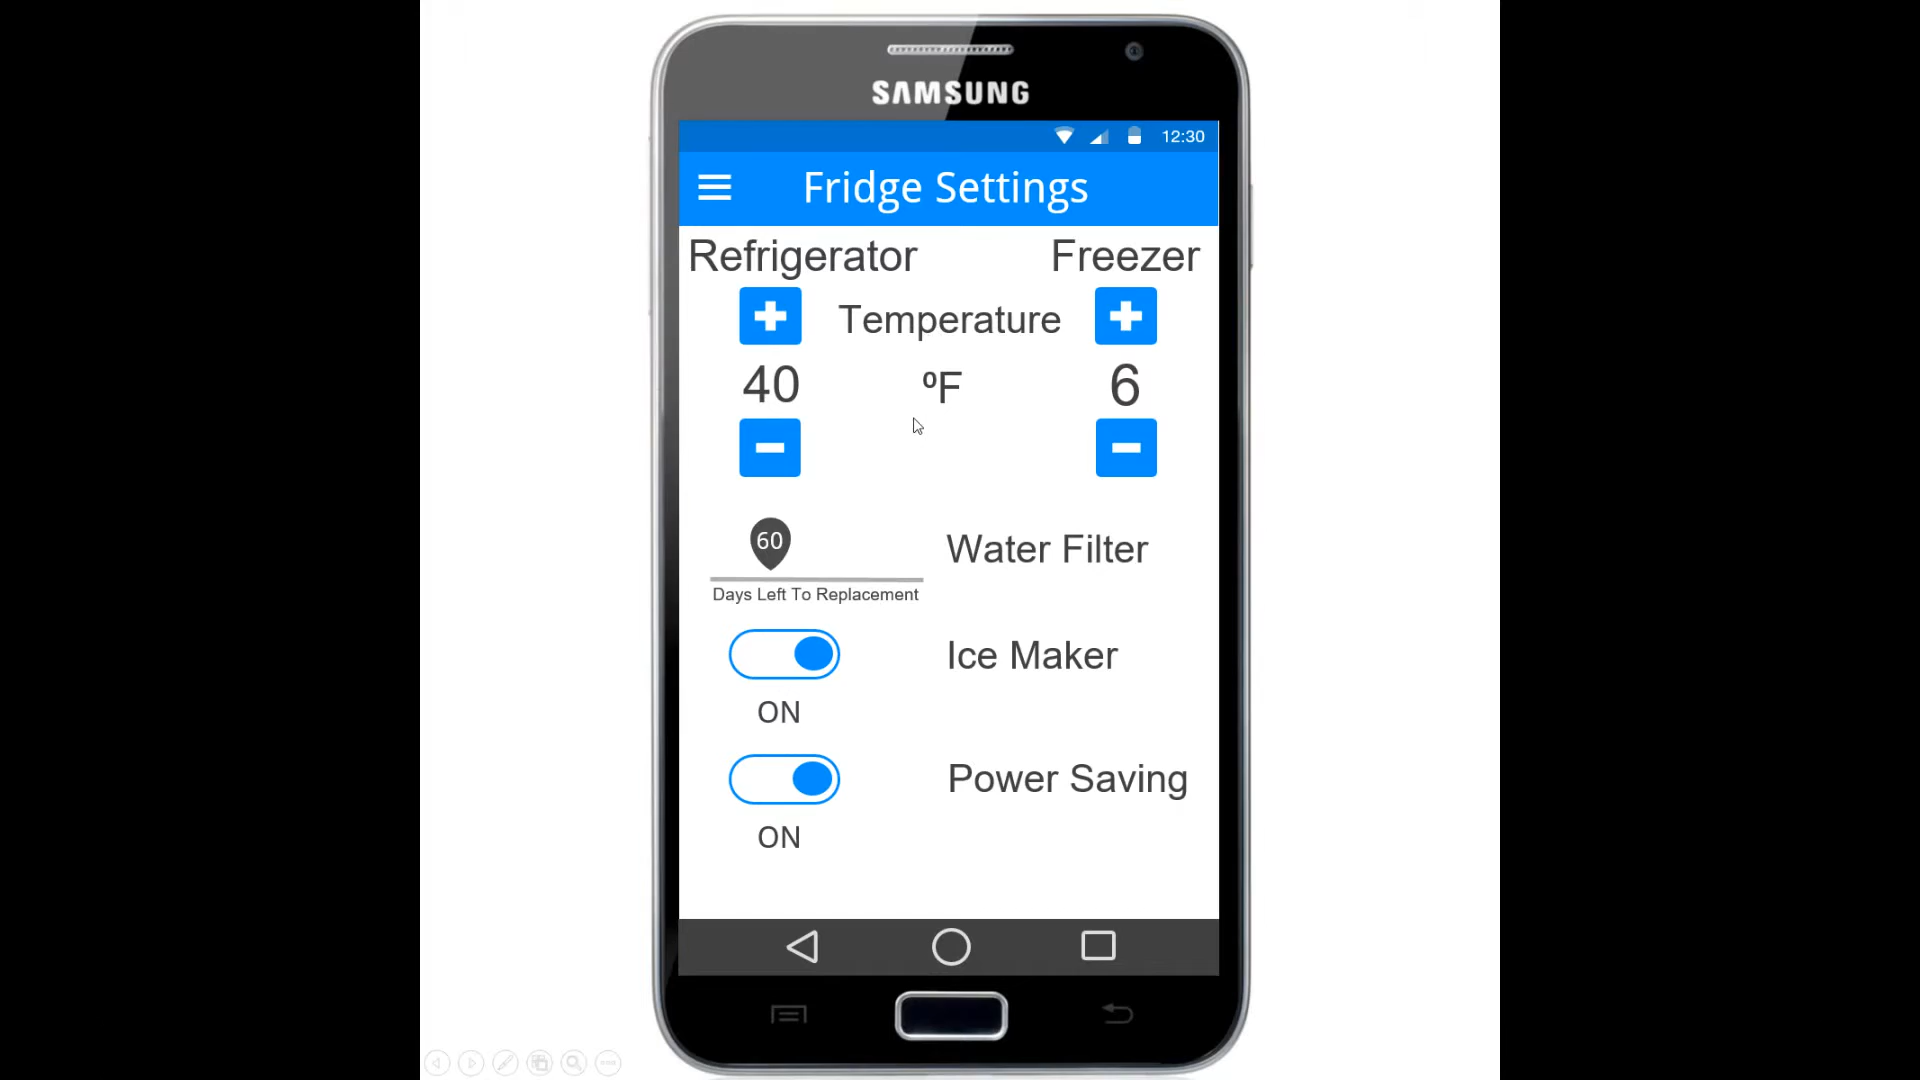 SAMSUNG
12:30
Fridge Settings
Refrigerator Freezer
Temperature
40 ºF 6
60
Water Filter
Days Left To Replacement
Ice Maker
ON
Power Saving
ON